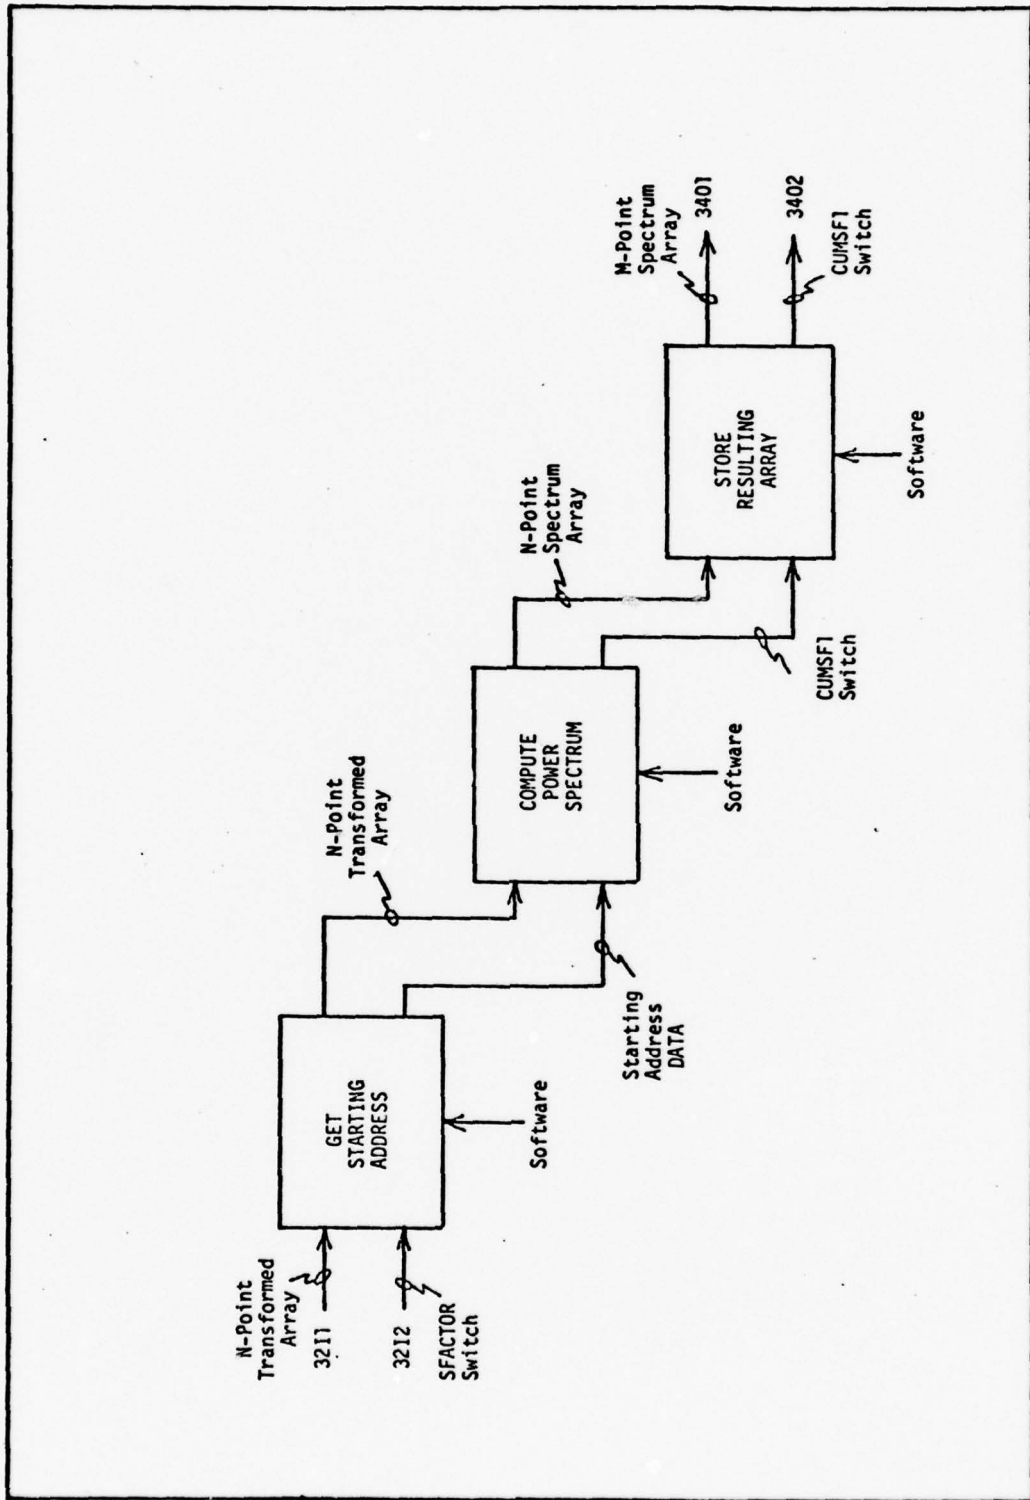 N-Point
Transformed
Array
3211
3212
SFACTOR
Switch
GET
STARTING
ADDRESS
Software
N-Point
Transformed
Array
Starting
Address
DATA
COMPUTE
POWER
SPECTRUM
Software
N-Point
Spectrum
Array
CUMSF1
Switch
STORE
RESULTING
ARRAY
Software
M-Point
Spectrum
Array
3401
3402
CUMSF1
Switch